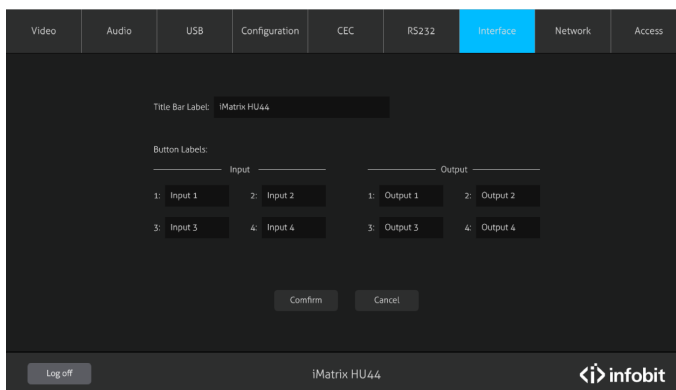 Video Audio USB Configuration CEC RS232 Interface Network Access
Title Bar Label: iMatrix HU44
Button Labels:
Input Output
1: Input 1 2: Input 2 1: Output 1 2: Output 2
3: Input 3 4: Input 4 3: Output 3 4: Output 4
Confirm Cancel
Log off iMatrix HU44 <i> infobit